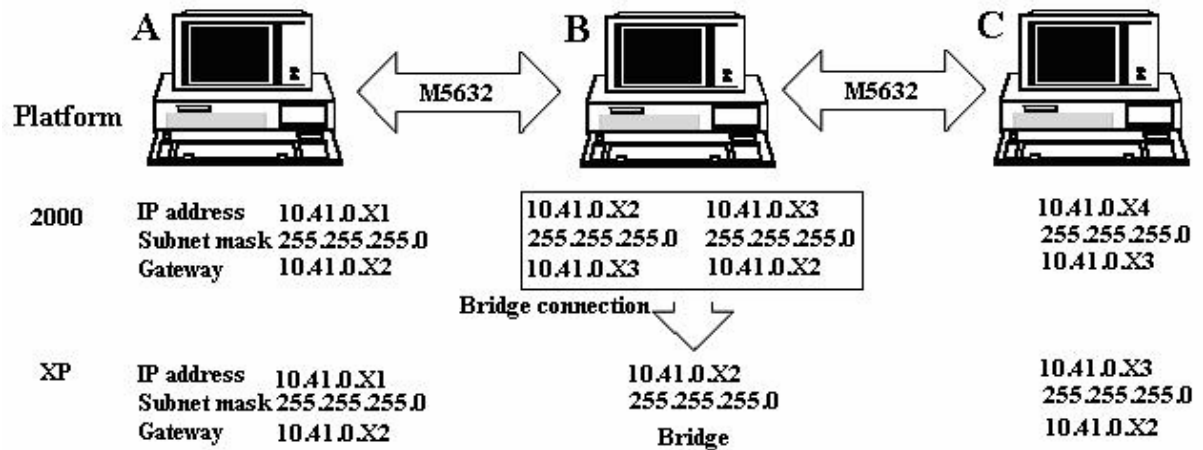 A B C
M5632 M5632
Platform
2000 IP address 10.41.0.X1 10.41.0.X2 10.41.0.X3 10.41.0.X4
Subnet mask 255.255.255.0 255.255.255.0 255.255.255.0 255.255.255.0
Gateway 10.41.0.X2 10.41.0.X3 10.41.0.X2 10.41.0.X3
Bridge connection
XP IP address 10.41.0.X1 10.41.0.X2 10.41.0.X3
Subnet mask 255.255.255.0 255.255.255.0 255.255.255.0
Gateway 10.41.0.X2 Bridge 10.41.0.X2